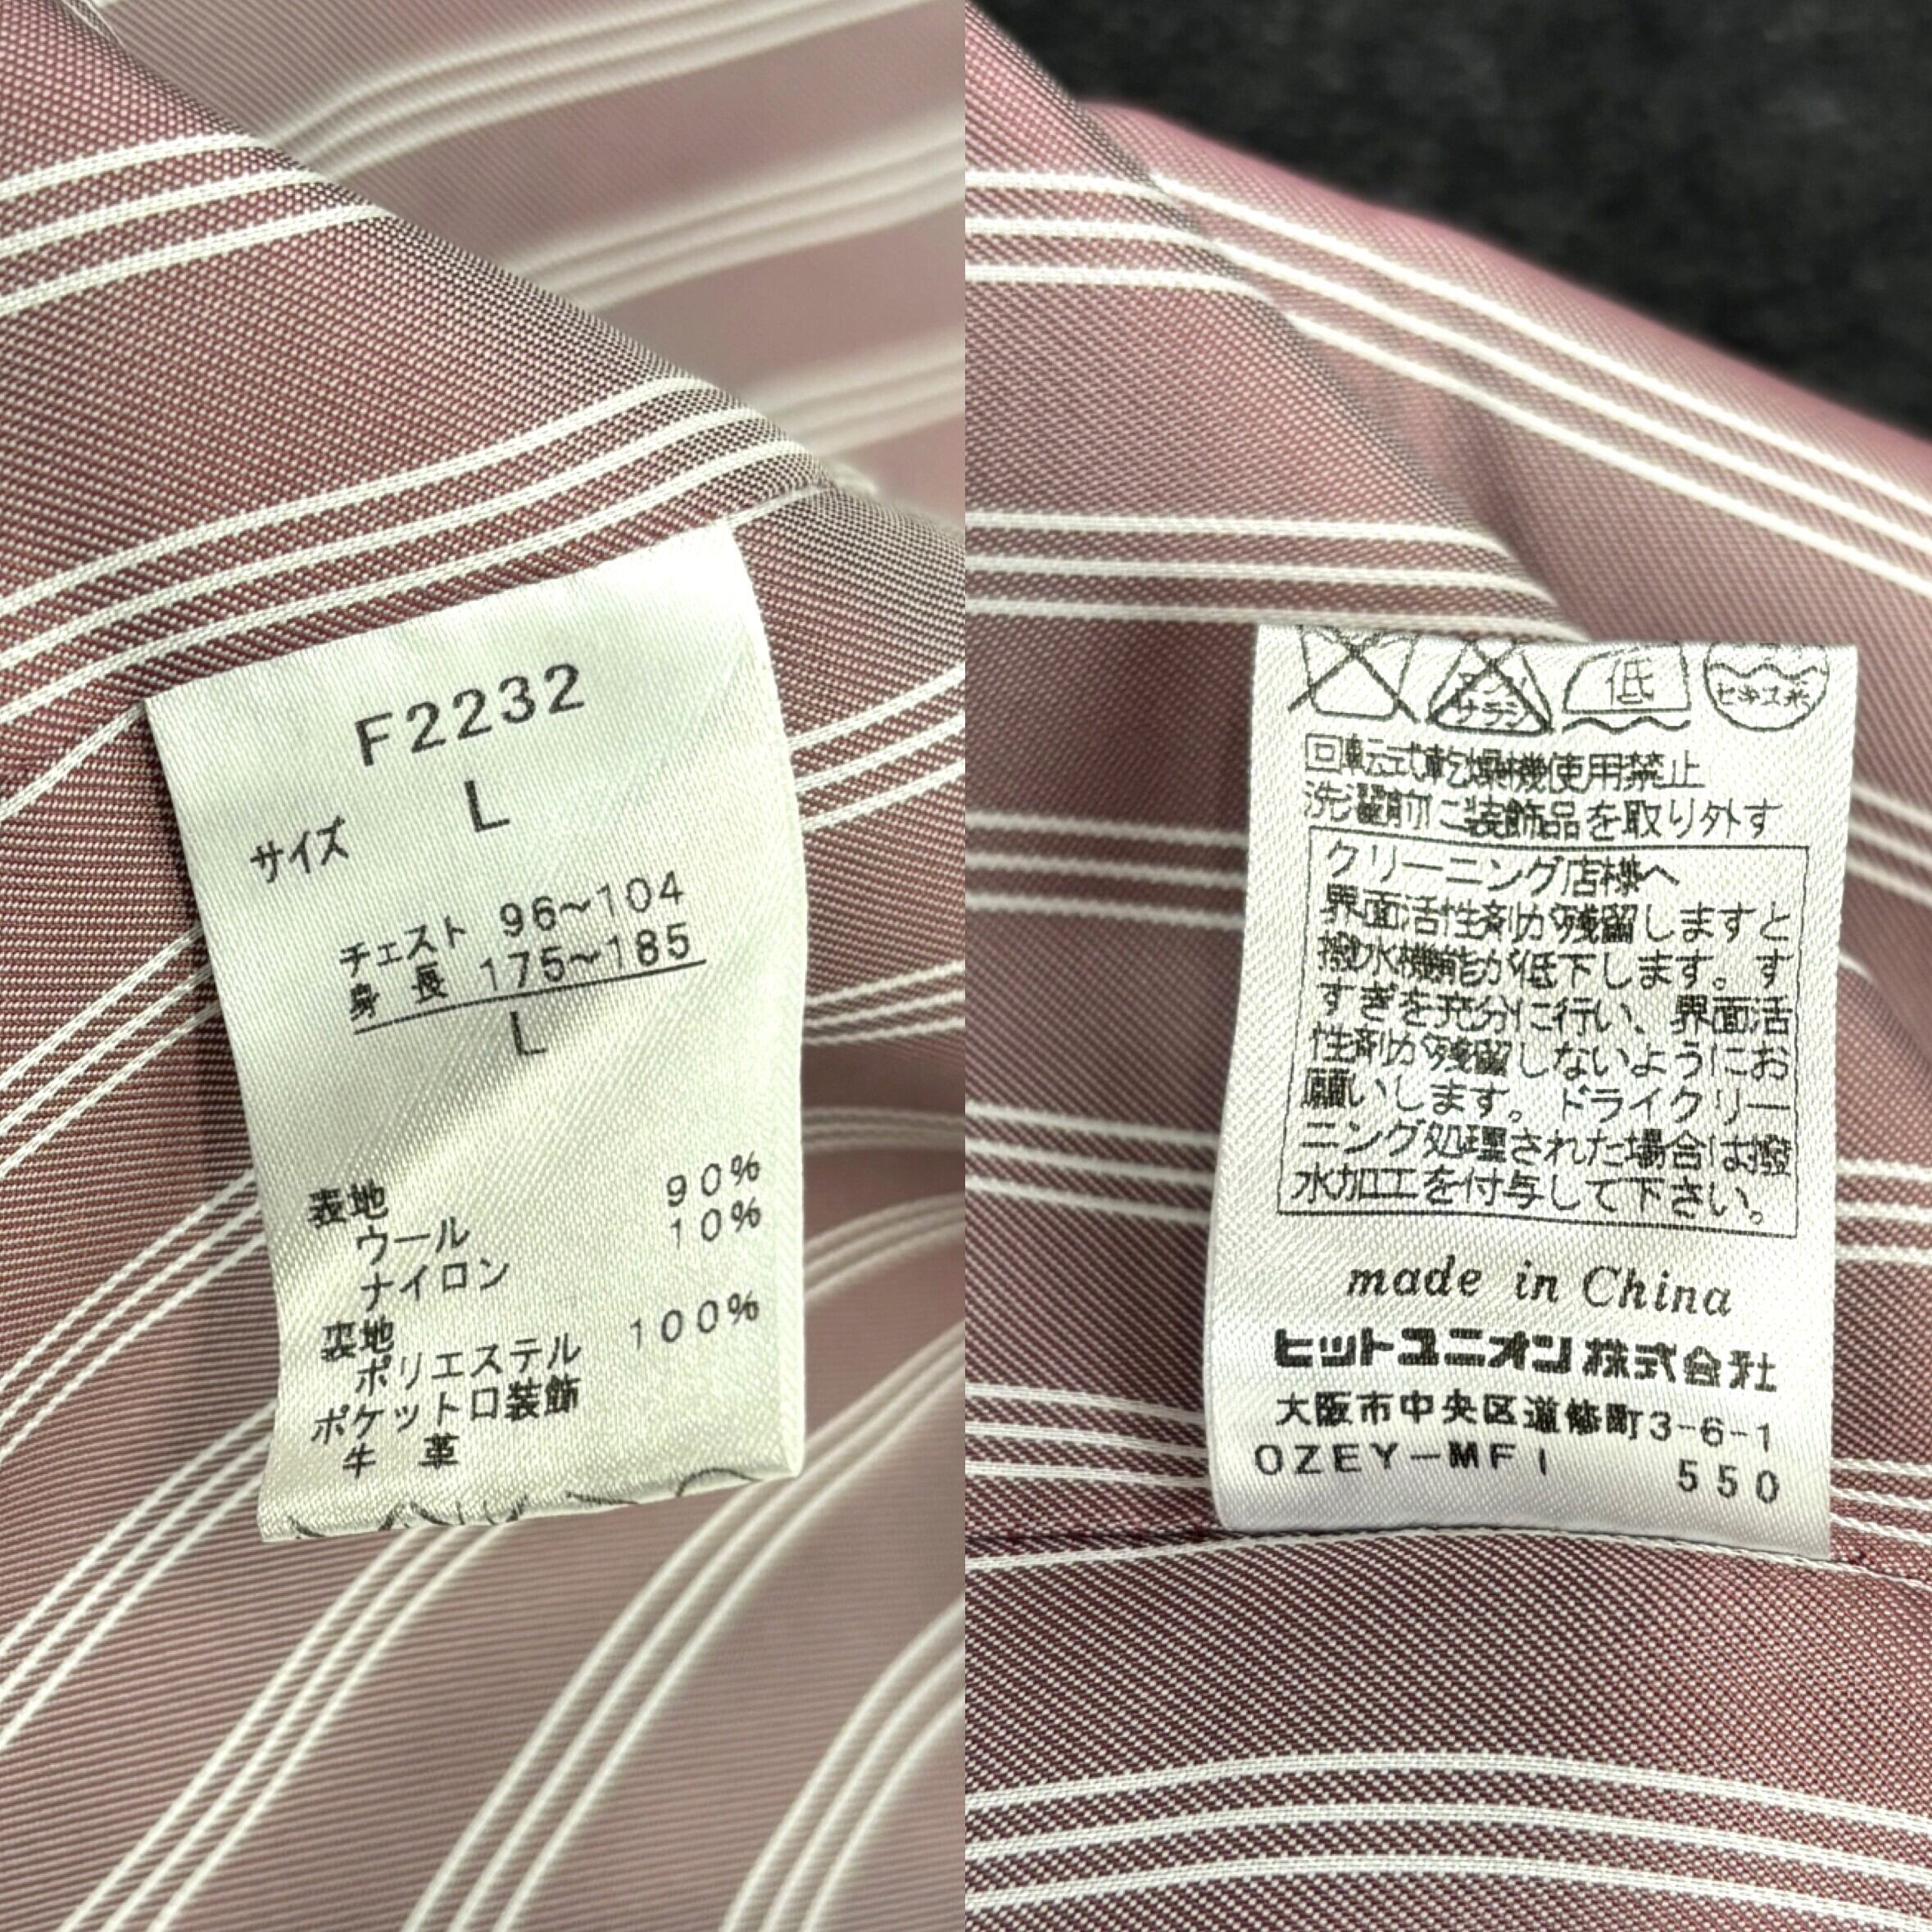 F2232
サイズ L
チェスト 96~104
身 長 175~185
L
表地
ウール 90%
ナイロン 10%
裏地
ポリエステル 100%
ポケット口装飾
牛 革
低
回転式乾燥機使用禁止
洗濯前に装飾品を取り外す
クリーニング店様へ
界面活性剤が残留しますと
撥水機能が低下します。す
すぎを充分に行い、界面活
性剤が残留しないようにお
願いします。ドライクリー
ニング処理された場合は撥
水加工を付与して下さい。
made in China
ヒットユニオン株式会社
大阪市中央区道修町3-6-1
OZEY-MFI 550